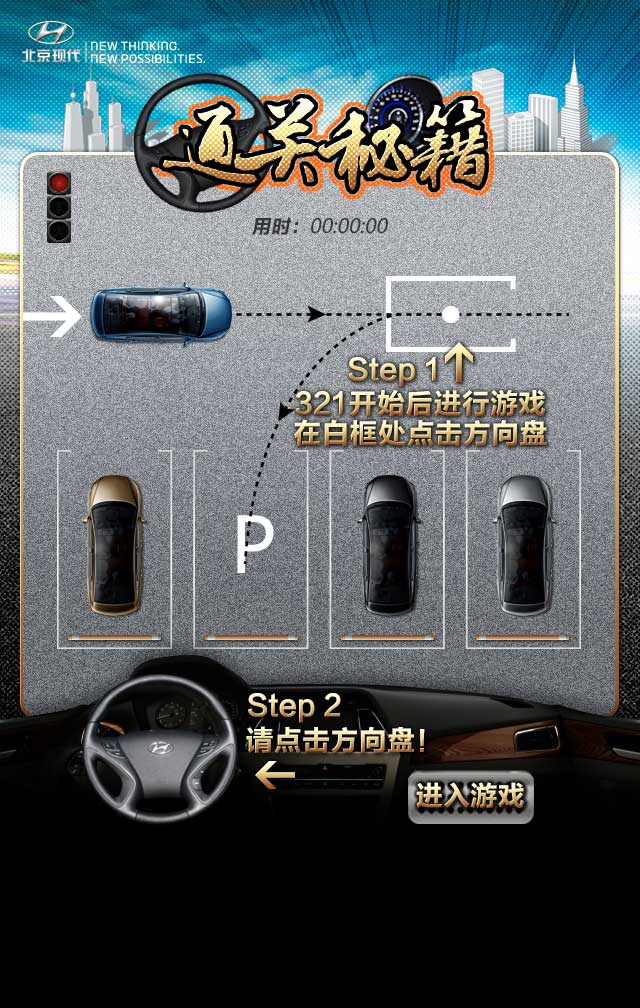 北京现代
NEW THINKING.
NEW POSSIBILITIES.
通关秘籍
用时：00:00:00
Step 1
321开始后进行游戏
在白框处点击方向盘
P
Step 2
请点击方向盘！
进入游戏